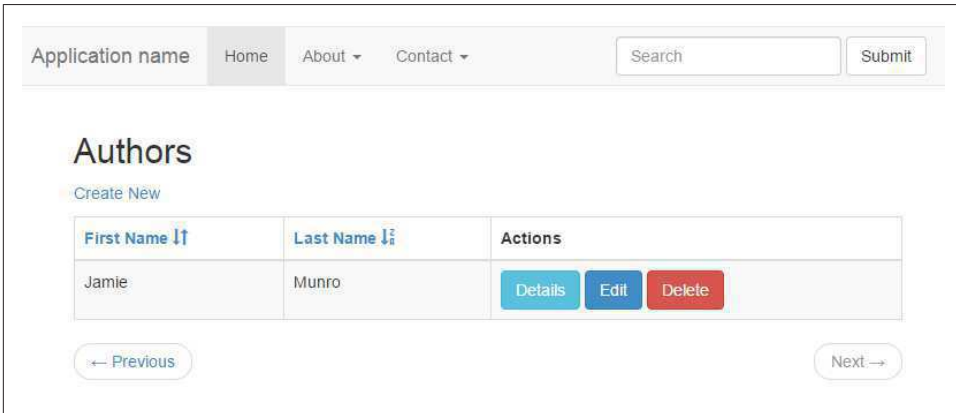 Application name Home About Contact Search Submit
Authors
Create New
First Name Last Name Actions
Jamie Munro Details Edit Delete
← Previous Next →